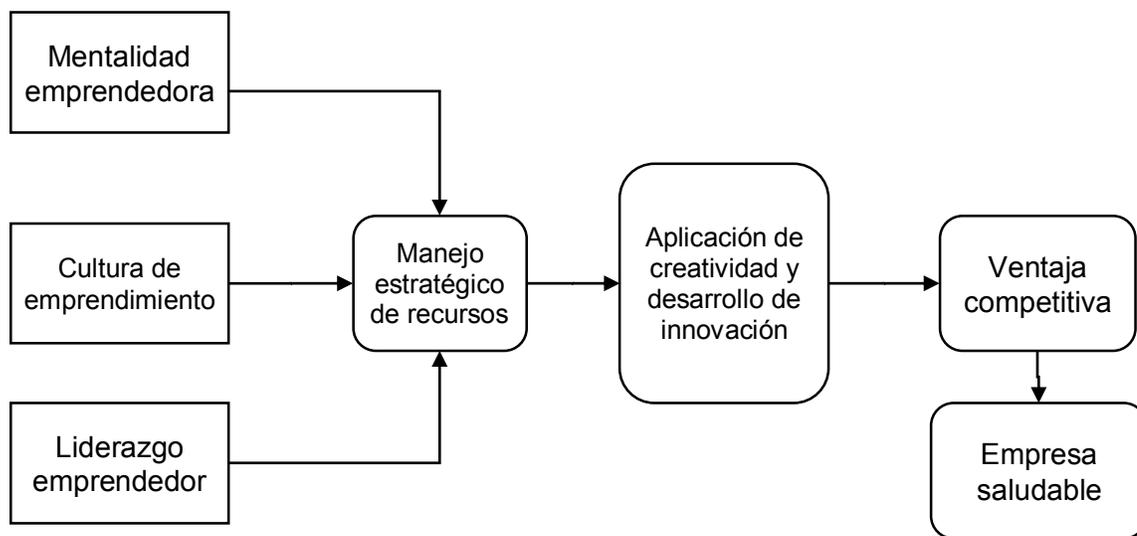 Mentalidad
emprendedora
Cultura de
emprendimiento
Liderazgo
emprendedor
Manejo
estratégico
de recursos
Aplicación de
creatividad y
desarrollo de
innovación
Ventaja
competitiva
Empresa
saludable